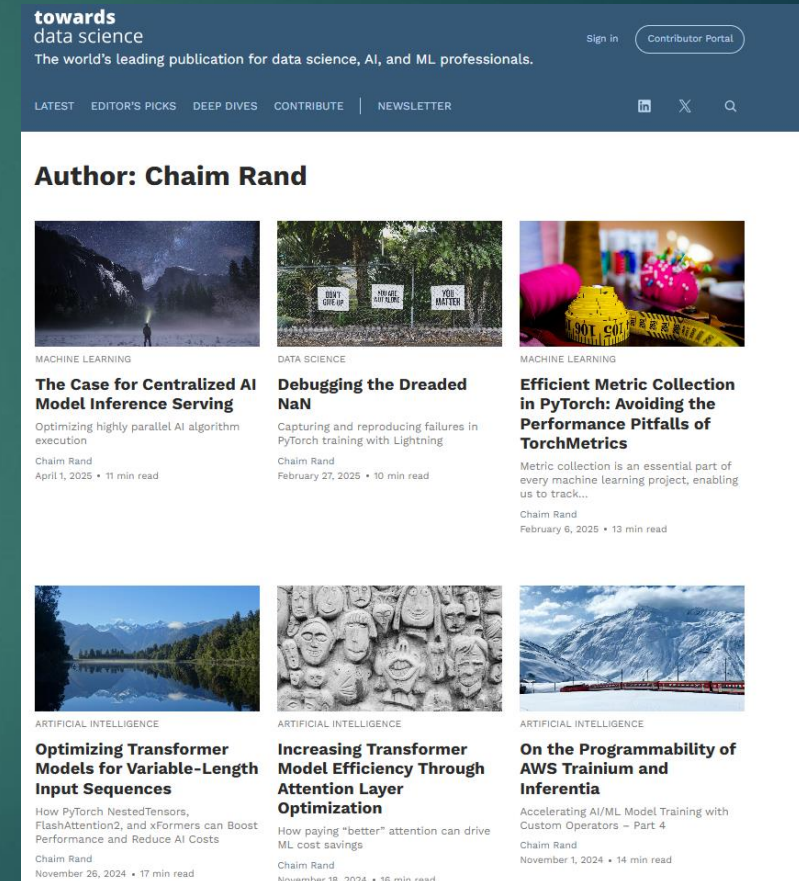 towards
data science
The world's leading publication for data science, AI, and ML professionals.
Sign in
Contributor Portal
LATEST EDITOR'S PICKS DEEP DIVES CONTRIBUTE | NEWSLETTER
Author: Chaim Rand
DON'T GIVE UP
YOU ARE NOT ALONE
YOU MATTER
MACHINE LEARNING
The Case for Centralized AI
Model Inference Serving
Optimizing highly parallel AI algorithm
execution
Chaim Rand
April 1, 2025 • 11 min read
DATA SCIENCE
Debugging the Dreaded
NaN
Capturing and reproducing failures in
PyTorch training with Lightning
Chaim Rand
February 27, 2025 • 10 min read
MACHINE LEARNING
Efficient Metric Collection
in PyTorch: Avoiding the
Performance Pitfalls of
TorchMetrics
Metric collection is an essential part of
every machine learning project, enabling
us to track...
Chaim Rand
February 6, 2025 • 13 min read
ARTIFICIAL INTELLIGENCE
Optimizing Transformer
Models for Variable-Length
Input Sequences
How PyTorch NestedTensors,
FlashAttention2, and xFormers can Boost
Performance and Reduce AI Costs
Chaim Rand
November 26, 2024 • 17 min read
ARTIFICIAL INTELLIGENCE
Increasing Transformer
Model Efficiency Through
Attention Layer
Optimization
How paying "better" attention can drive
ML cost savings
Chaim Rand
November 18, 2024 • 16 min read
ARTIFICIAL INTELLIGENCE
On the Programmability of
AWS Trainium and
Inferentia
Accelerating AI/ML Model Training with
Custom Operators – Part 4
Chaim Rand
November 1, 2024 • 14 min read